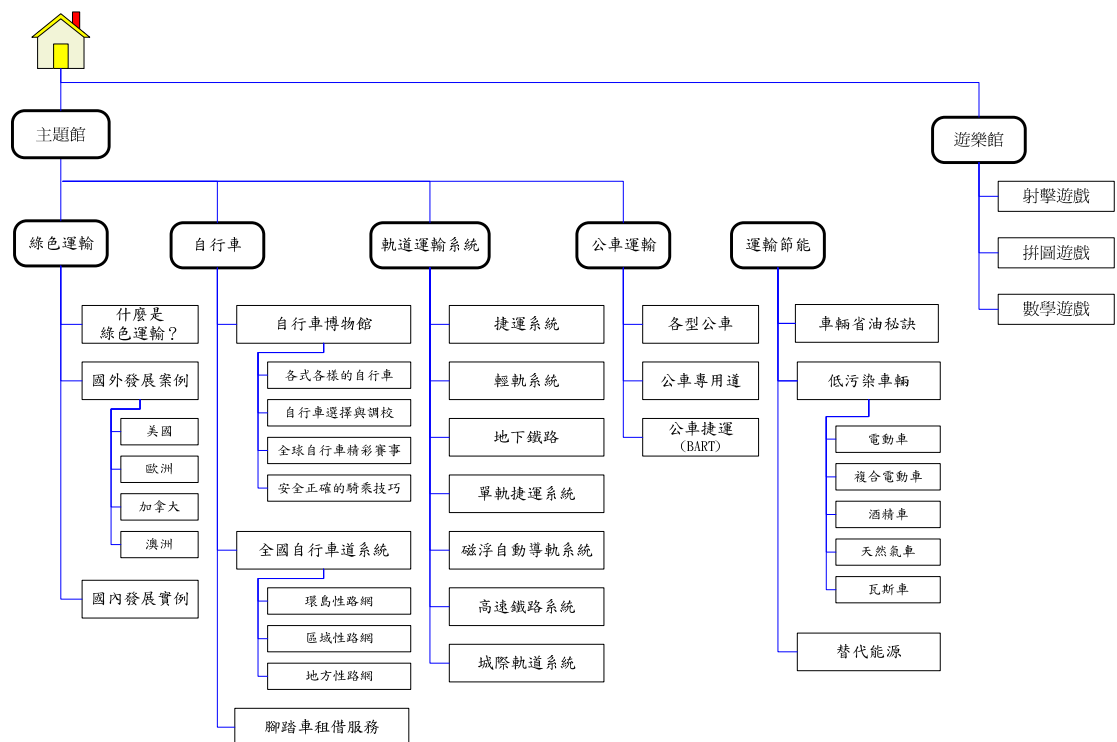 主題館
遊樂館
射擊遊戲
拼圖遊戲
數學遊戲
綠色運輸
什麼是
綠色運輸？
國外發展案例
美國
歐洲
加拿大
澳洲
國內發展實例
自行車
自行車博物館
各式各樣的自行車
自行車選擇與調校
全球自行車精彩賽事
安全正確的騎乘技巧
全國自行車道系統
環島性路網
區域性路網
地方性路網
腳踏車租借服務
軌道運輸系統
捷運系統
輕軌系統
地下鐵路
單軌捷運系統
磁浮自動導軌系統
高速鐵路系統
城際軌道系統
公車運輸
各型公車
公車專用道
公車捷運
(BART)
運輸節能
車輛省油秘訣
低污染車輛
電動車
複合電動車
酒精車
天然氣車
瓦斯車
替代能源